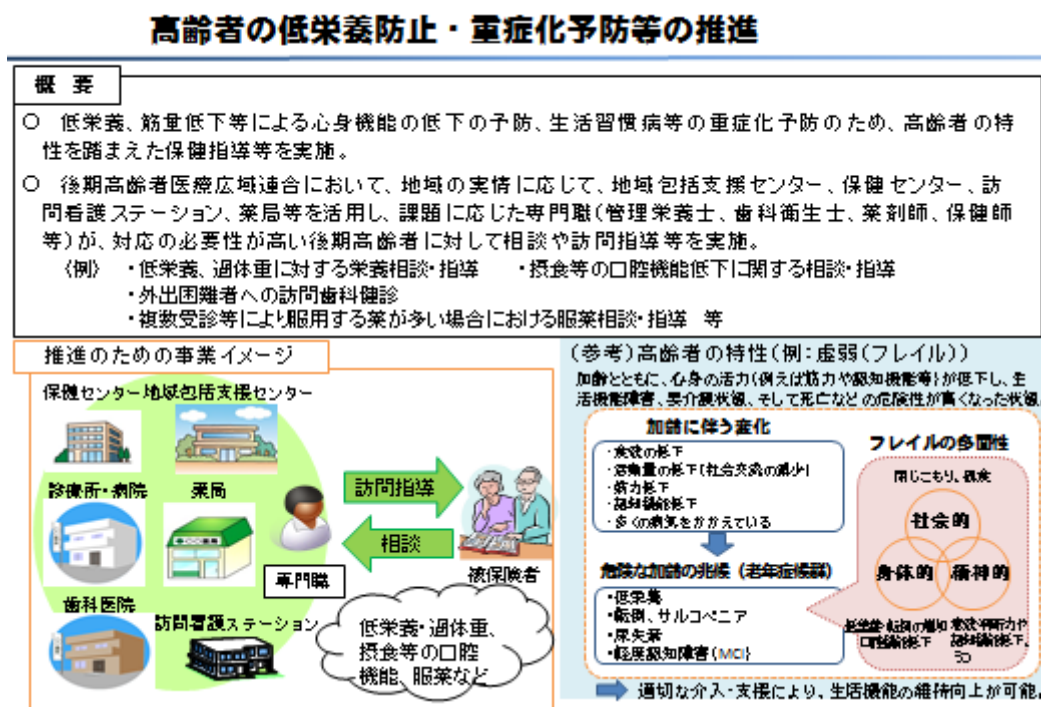 高齢者の低栄養防止・重症化予防等の推進
概 要
○ 低栄養、筋量低下等による心身機能の低下の予防、生活習慣病等の重症化予防のため、高齢者の特
性を踏まえた保健指導等を実施。
○ 後期高齢者医療広域連合において、地域の実情に応じて、地域包括支援センター、保健センター、訪
問看護ステーション、薬局等を活用し、課題に応じた専門職(管理栄養士、歯科衛生士、薬剤師、保健師
等)が、対応の必要性が高い後期高齢者に対して相談や訪問指導等を実施。
(例) ・低栄養、過体重に対する栄養相談・指導 ・摂食等の口腔機能低下に関する相談・指導
・外出困難者への訪問歯科健診
・複数受診等により服用する薬が多い場合における服薬相談・指導 等
推進のための事業イメージ
保健センター 地域包括支援センター
診療所・病院 薬局
歯科医院
訪問看護ステーション
専門職
訪問指導
相談
被保険者
低栄養・過体重、
摂食等の口腔
機能、服薬など
(参考)高齢者の特性(例:虚弱(フレイル))
加齢とともに、心身の活力(例えば筋力や認知機能等)が低下し、生
活機能障害、要介護状態、そして死亡などの危険性が高くなった状態。
加齢に伴う変化
・食欲の低下
・活動量の低下(社会交流の減少)
・筋力低下
・認知機能低下
・多くの病気をかかえている
危険な加齢の兆候(老年症候群)
・低栄養
・転倒、サルコペニア
・尿失禁
・軽度認知障害(MCI)
フレイルの多面性
閉じこもり、孤食
社会的
身体的
精神的
低栄養・転倒の増加
口腔機能低下
意欲・判断力や
認知機能低下、
うつ
適切な介入・支援により、生活機能の維持向上が可能。